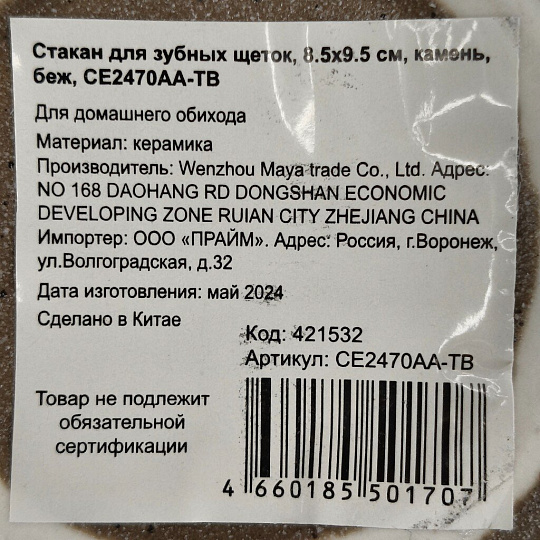 Стакан для зубных щеток, 8.5х9.5 см, камень,
беж, CE2470AA-TB
Для домашнего обихода
Материал: керамика
Производитель: Wenzhou Maya trade Co., Ltd. Адрес:
NO 168 DAOHANG RD DONGSHAN ECONOMIC
DEVELOPING ZONE RUIAN CITY ZHEJIANG CHINA
Импортер: ООО «ПРАЙМ». Адрес: Россия, г.Воронеж,
ул.Волгоградская, д.32
Дата изготовления: май 2024
Сделано в Китае
Код: 421532
Артикул: CE2470AA-TB
Товар не подлежит
обязательной
сертификации
4 660185 501707